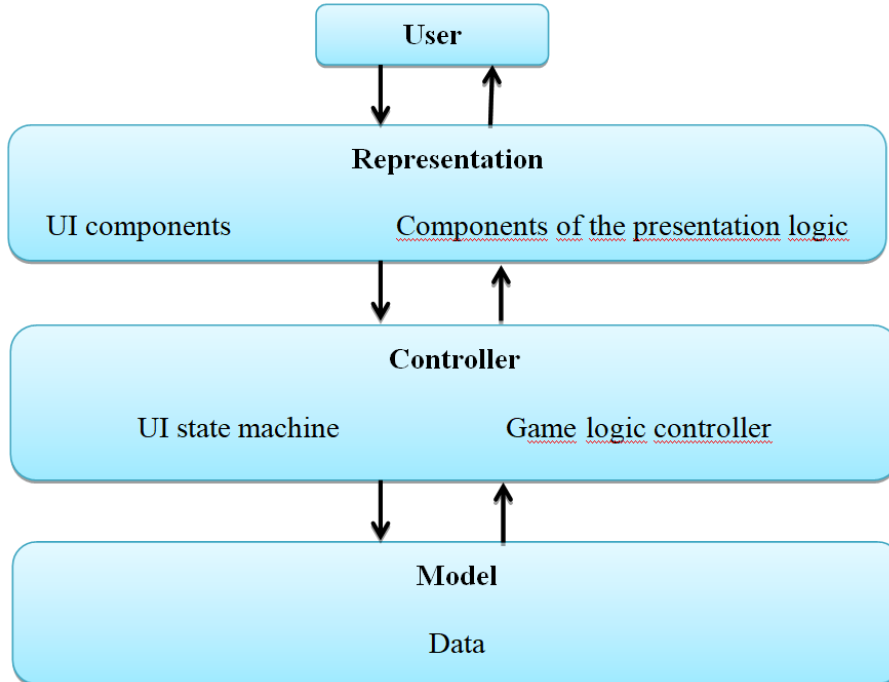 User
Representation
UI components Components of the presentation logic
Controller
UI state machine Game logic controller
Model
Data